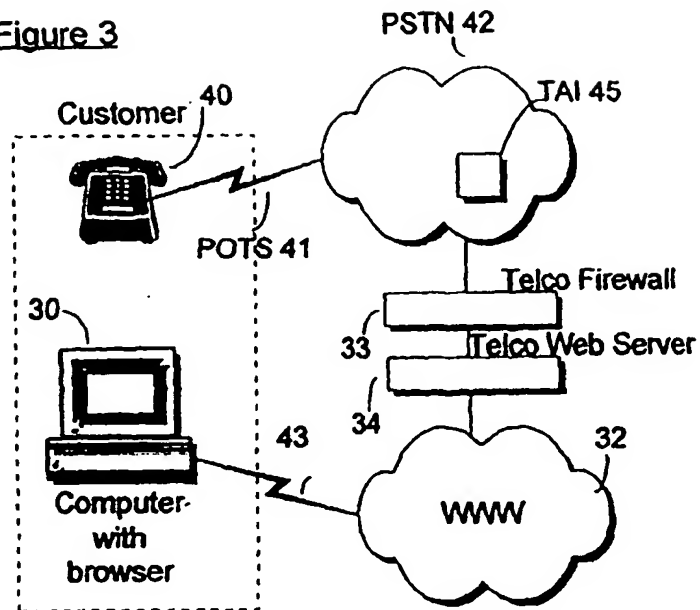 Figure 3
PSTN 42
Customer
40
TAI 45
POTS 41
Telco Firewall
30
33
Telco Web Server
34
43
32
WWW
Computer
with
browser